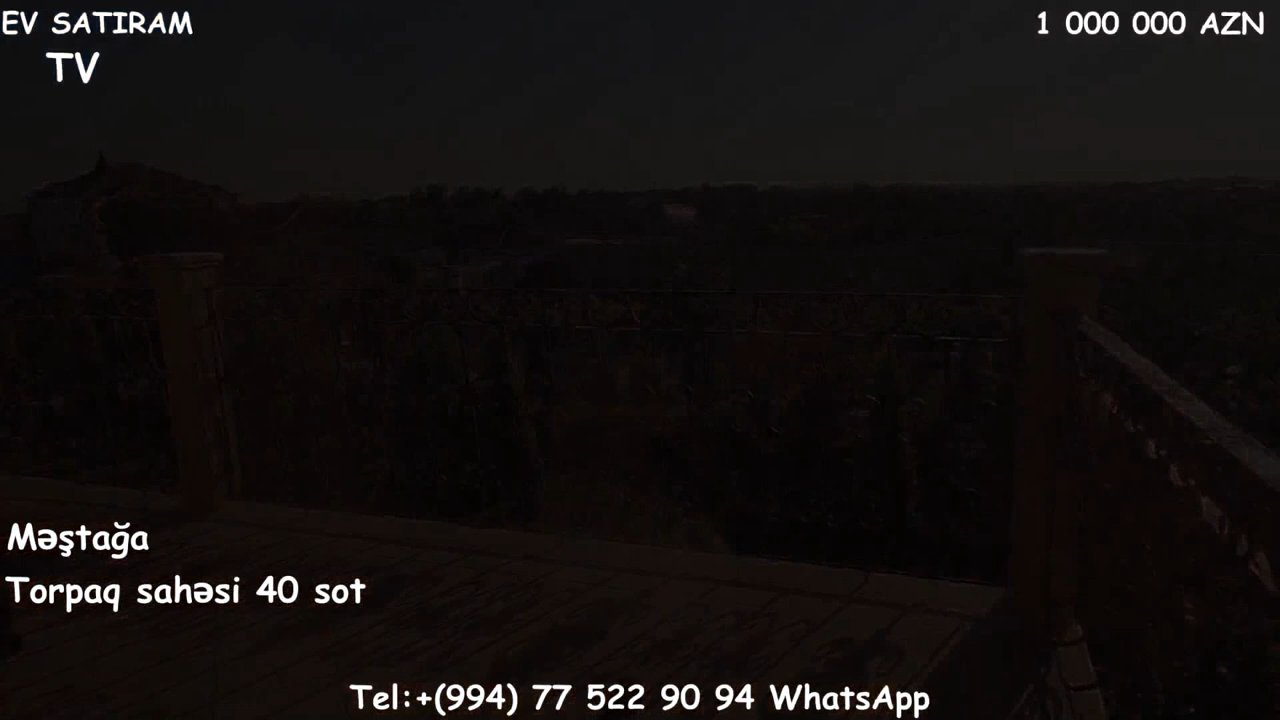 EV SATIRAM
TV
1 000 000 AZN
Məştağa
Torpaq sahəsi 40 sot
Tel:+(994) 77 522 90 94 WhatsApp